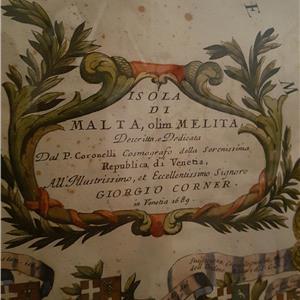 ISOLA
DI
MALTA, olim MELITA,
Descritta, e Dedicata
Dal P. Coronelli Cosmografo della Serenissima
Republica, di Venetia,
All'Illustrissimo, et Eccellentissimo Signore
GIORGIO CORNER.
in Venetia 1689.
E